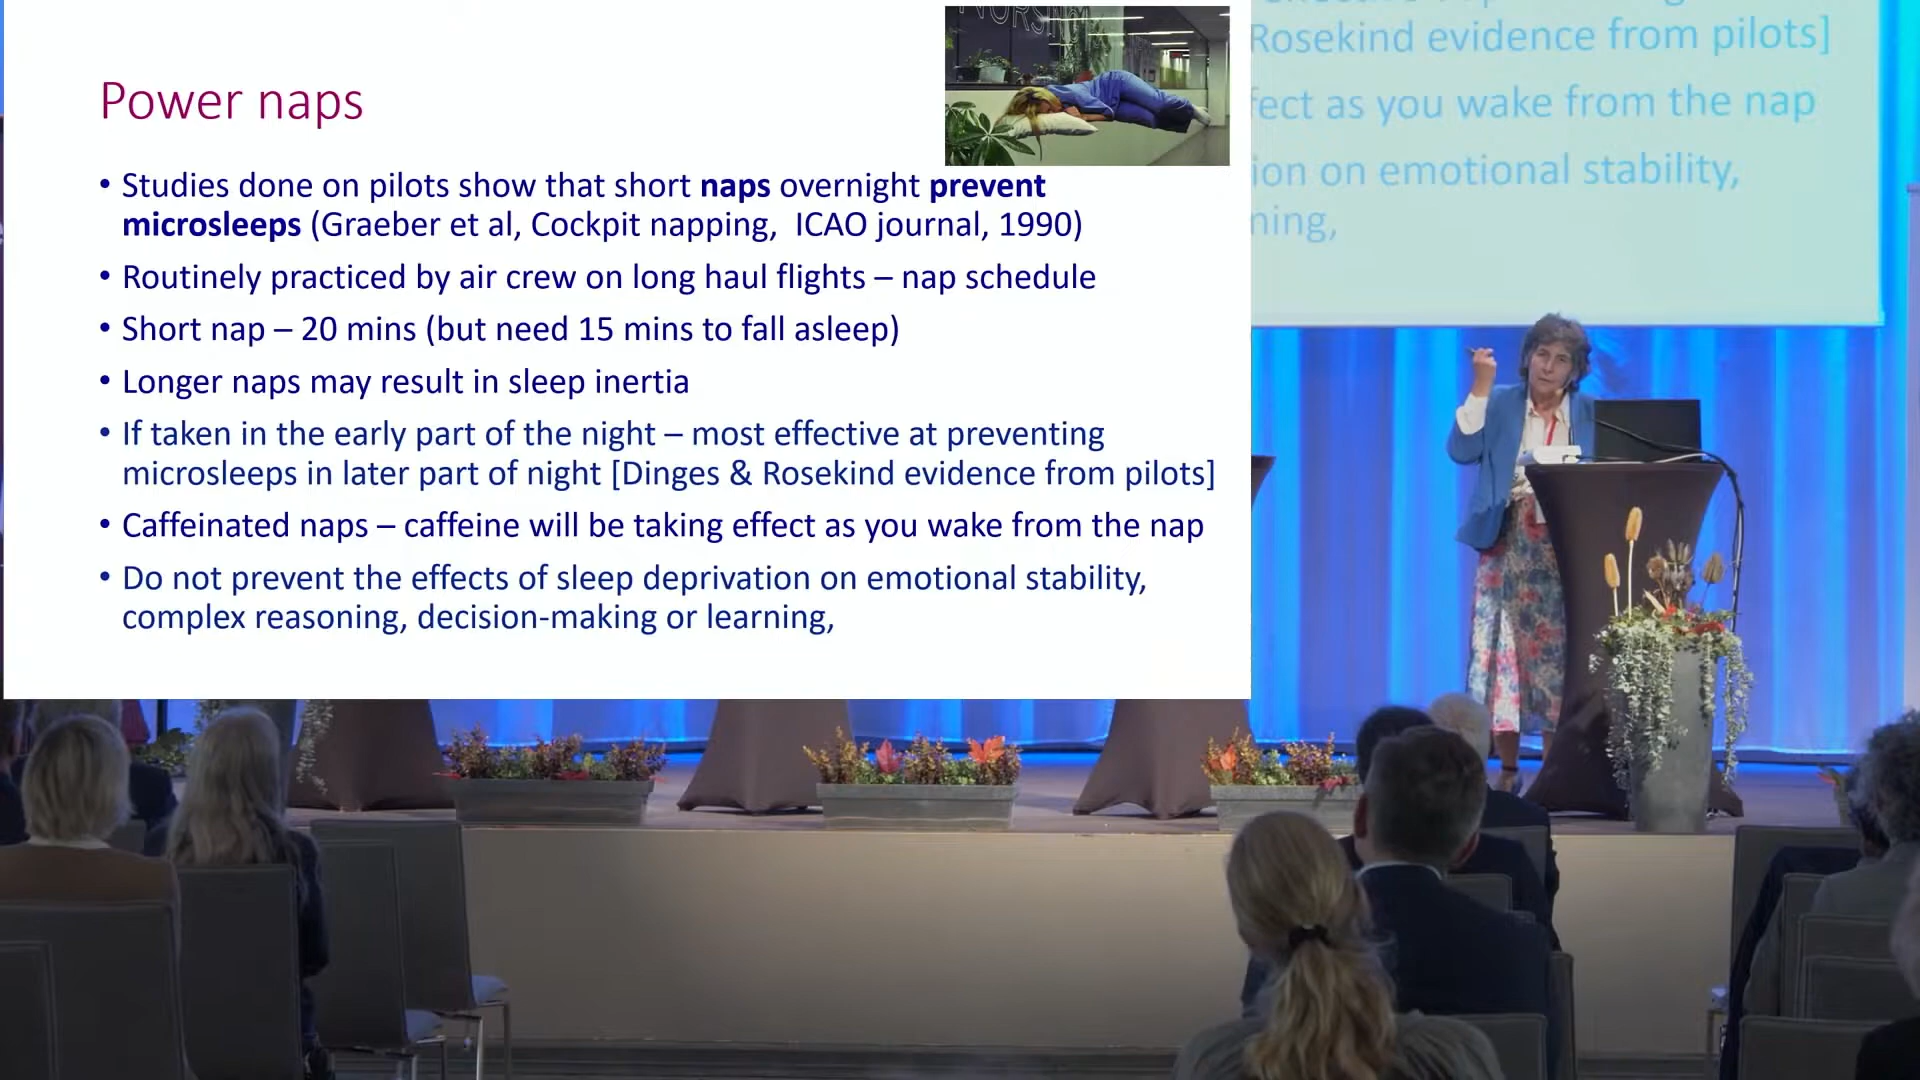 Power naps
• Studies done on pilots show that short naps overnight prevent
microsleeps (Graeber et al, Cockpit napping,  ICAO journal, 1990)
• Routinely practiced by air crew on long haul flights – nap schedule
• Short nap – 20 mins (but need 15 mins to fall asleep)
• Longer naps may result in sleep inertia
• If taken in the early part of the night – most effective at preventing
microsleeps in later part of night [Dinges & Rosekind evidence from pilots]
• Caffeinated naps – caffeine will be taking effect as you wake from the nap
• Do not prevent the effects of sleep deprivation on emotional stability,
complex reasoning, decision-making or learning,
Rosekind evidence from pilots]
as you wake from the nap
on emotional stability,